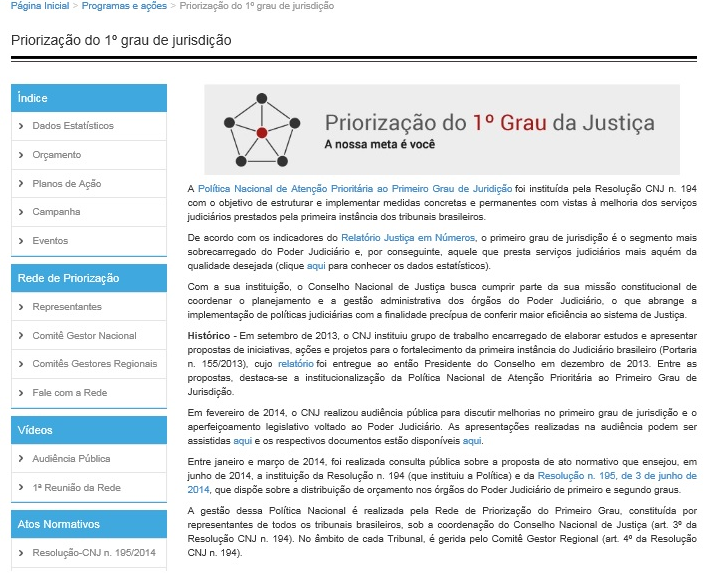 Página Inicial > Programas e ações > Priorização do 1º grau de jurisdição
Priorização do 1º grau de jurisdição
Índice
Dados Estatísticos
Orçamento
Planos de Ação
Campanha
Eventos
Rede de Priorização
Representantes
Comitê Gestor Nacional
Comitês Gestores Regionais
Fale com a Rede
Vídeos
Audiência Pública
1ª Reunião da Rede
Atos Normativos
Resolução-CNJ n. 195/2014
Priorização do 1º Grau da Justiça
A nossa meta é você
A Política Nacional de Atenção Prioritária ao Primeiro Grau de Juridição foi instituída pela Resolução CNJ n. 194
com o objetivo de estruturar e implementar medidas concretas e permanentes com vistas à melhoria dos serviços
judiciários prestados pela primeira instância dos tribunais brasileiros.
De acordo com os indicadores do Relatório Justiça em Números, o primeiro grau de jurisdição é o segmento mais
sobrecarregado do Poder Judiciário e, por conseguinte, aquele que presta serviços judiciários mais aquém da
qualidade desejada (clique aqui para conhecer os dados estatísticos).
Com a sua instituição, o Conselho Nacional de Justiça busca cumprir parte da sua missão constitucional de
coordenar o planejamento e a gestão administrativa dos órgãos do Poder Judiciário, o que abrange a
implementação de políticas judiciárias com a finalidade precípua de conferir maior eficiência ao sistema de Justiça.
Histórico - Em setembro de 2013, o CNJ instituiu grupo de trabalho encarregado de elaborar estudos e apresentar
propostas de iniciativas, ações e projetos para o fortalecimento da primeira instância do Judiciário brasileiro (Portaria
n. 155/2013), cujo relatório foi entregue ao então Presidente do Conselho em dezembro de 2013. Entre as
propostas, destaca-se a institucionalização da Política Nacional de Atenção Prioritária ao Primeiro Grau de
Jurisdição.
Em fevereiro de 2014, o CNJ realizou audiência pública para discutir melhorias no primeiro grau de jurisdição e o
aperfeiçoamento legislativo voltado ao Poder Judiciário. As apresentações realizadas na audiência podem ser
assistidas aqui e os respectivos documentos estão disponíveis aqui.
Entre janeiro e março de 2014, foi realizada consulta pública sobre a proposta de ato normativo que ensejou, em
junho de 2014, a instituição da Resolução n. 194 (que instituiu a Política) e da Resolução n. 195, de 3 de junho de
2014, que dispõe sobre a distribuição de orçamento nos órgãos do Poder Judiciário de primeiro e segundo graus.
A gestão dessa Política Nacional é realizada pela Rede de Priorização do Primeiro Grau, constituída por
representantes de todos os tribunais brasileiros, sob a coordenação do Conselho Nacional de Justiça (art. 3º da
Resolução CNJ n. 194). No âmbito de cada Tribunal, é gerida pelo Comitê Gestor Regional (art. 4º da Resolução
CNJ n. 194).